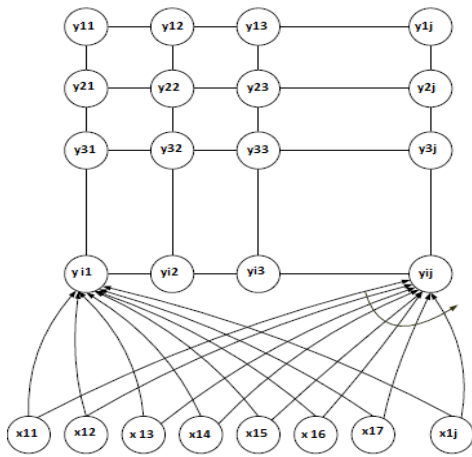 y11 y12 y13 y1j
y21 y22 y23 y2j
y31 y32 y33 y3j
y i1 yi2 yi3 yij
x11 x12 x 13 x14 x15 x 16 x17 x1j